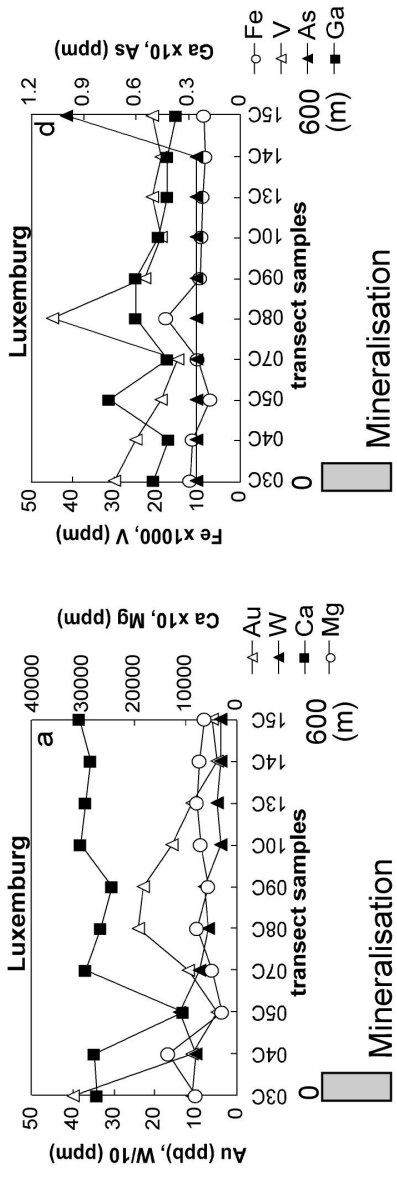 Luxemburg
a
Au (ppb), W/10 (ppm)
50
40
30
20
10
0
Ca x10, Mg (ppm)
40000
30000
20000
10000
0
03C 04C 05C 07C 08C 09C 10C 13C 14C 15C
0 transect samples 600
(m)
Mineralisation
Au
W
Ca
Mg
Luxemburg
d
Fe x1000, V (ppm)
50
40
30
20
10
0
Ga x10, As (ppm)
1.2
0.9
0.6
0.3
0
03C 04C 05C 07C 08C 09C 10C 13C 14C 15C
0 transect samples 600
(m)
Mineralisation
Fe
V
As
Ga